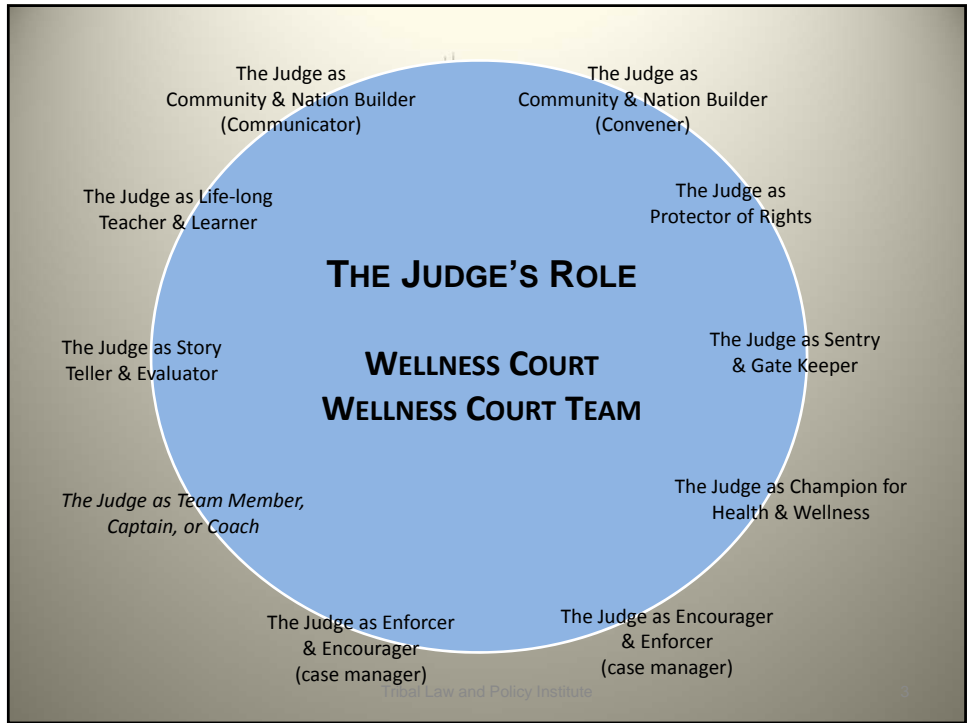 The Judge as
Community & Nation Builder
(Communicator)
The Judge as
Community & Nation Builder
(Convener)
The Judge as Life-long
Teacher & Learner
The Judge as
Protector of Rights
THE JUDGE'S ROLE
The Judge as Story
Teller & Evaluator
The Judge as Sentry
& Gate Keeper
WELLNESS COURT
WELLNESS COURT TEAM
The Judge as Team Member,
Captain, or Coach
The Judge as Champion for
Health & Wellness
The Judge as Enforcer
& Encourager
(case manager)
The Judge as Encourager
& Enforcer
(case manager)
Tribal Law and Policy Institute
3